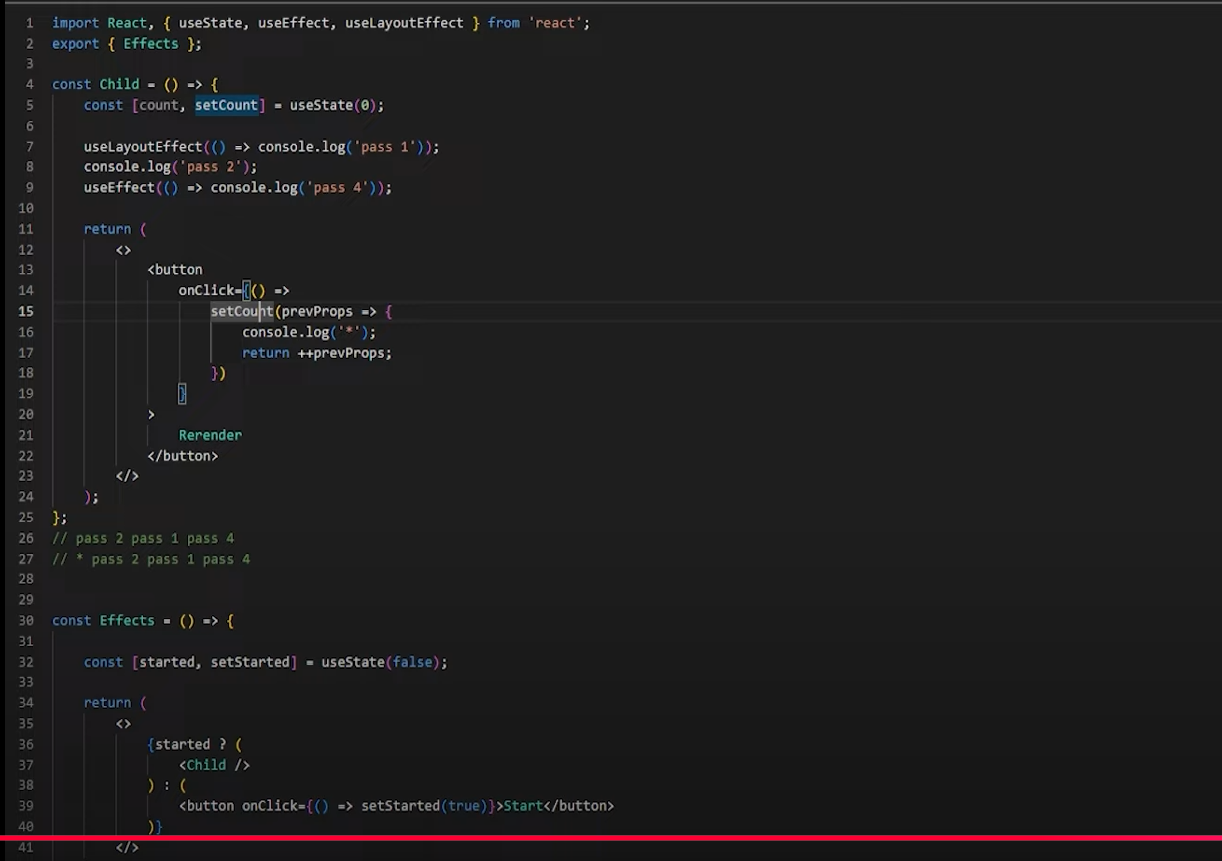 1 import React, { useState, useEffect, useLayoutEffect } from 'react';
2 export { Effects };
3
4 const Child = () => {
5 const [count, setCount] = useState(0);
6
7 useLayoutEffect(() => console.log('pass 1'));
8 console.log('pass 2');
9 useEffect(() => console.log('pass 4'));
10
11 return (
12 <>
13 <button
14 onClick={() =>
15 setCount(prevProps => {
16 console.log('*');
17 return ++prevProps;
18 })
19 }
20 >
21 Rerender
22 </button>
23 </>
24 );
25 };
26 // pass 2 pass 1 pass 4
27 // * pass 2 pass 1 pass 4
28
29
30 const Effects = () => {
31
32 const [started, setStarted] = useState(false);
33
34 return (
35 <>
36 {started ? (
37 <Child />
38 ) : (
39 <button onClick={() => setStarted(true)}>Start</button>
40 )}
41 </>